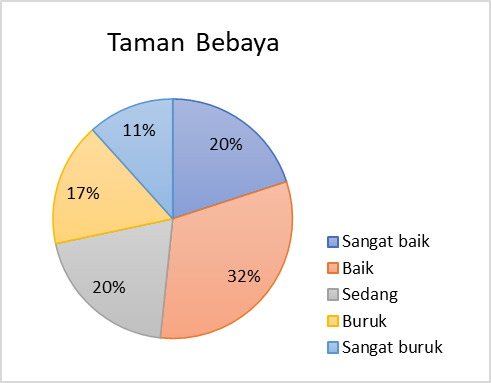 Taman Bebaya
11%
20%
17%
32%
20%
Sangat baik
Baik
Sedang
Buruk
Sangat buruk